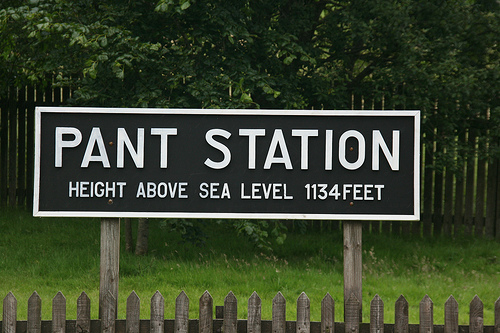 PANT STATION
HEIGHT ABOVE SEA LEVEL 1134FEET